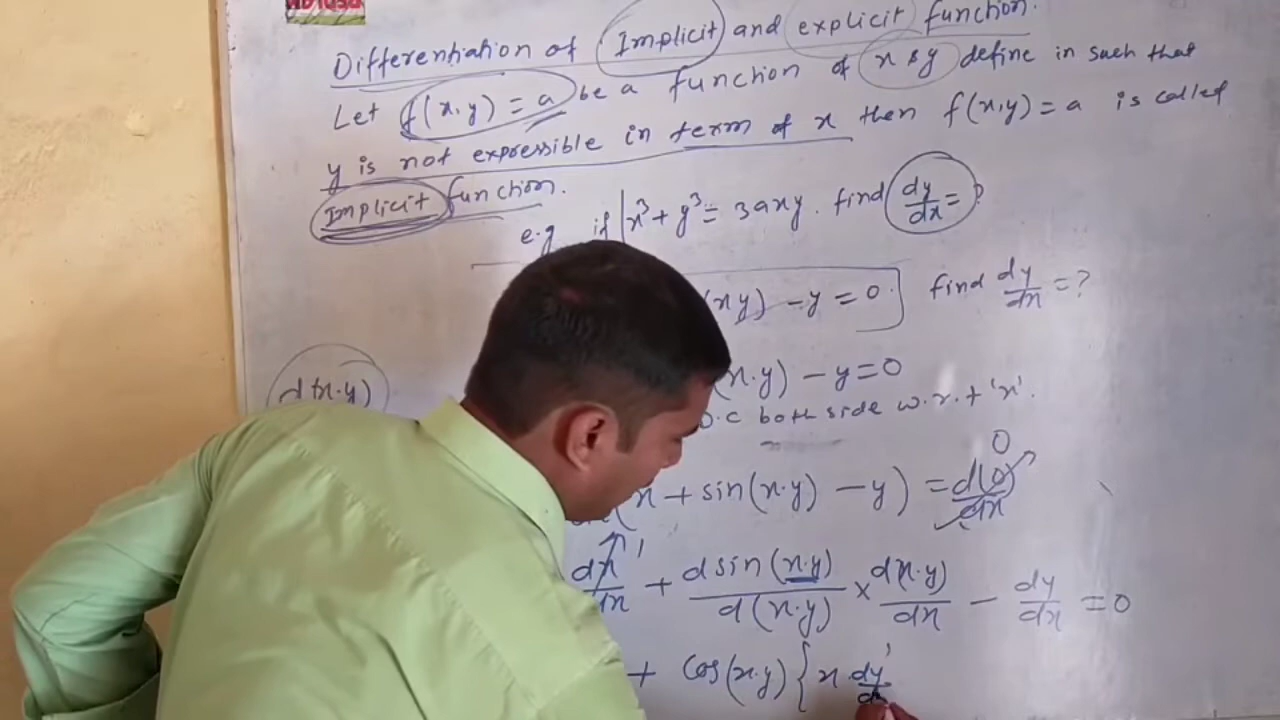 Differentiation of Implicit and explicit function.
Let f(x,y) = a be a function of x & y define in such that
y is not expressible in term of x then f(x,y) = a is called
Implicit function.
e.g. if x³ + y³ = 3axy. find dy/dx = ?
(xy) - y = 0. find dy/dx = ?
(x·y) - y = 0
d(x·y)
D.C both side w.r.t 'x'.
x + sin(x·y) - y) = d(0)/dx 0
dx/dx 1 + d sin(x·y)/d(x·y) × d(x·y)/dx - dy/dx = 0
+ cos(x·y) { x dy/dx